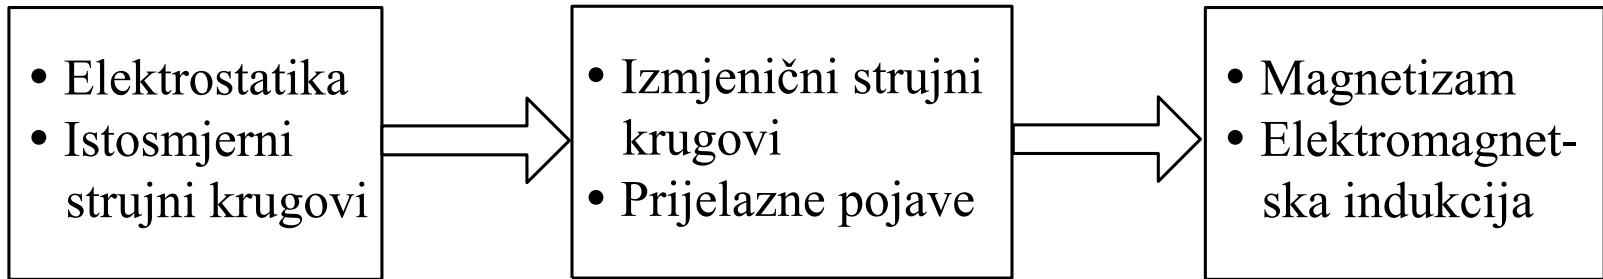 • Elektrostatika
• Istosmjerni
strujni krugovi
• Izmjenični strujni
krugovi
• Prijelazne pojave
• Magnetizam
• Elektromagnet-
ska indukcija